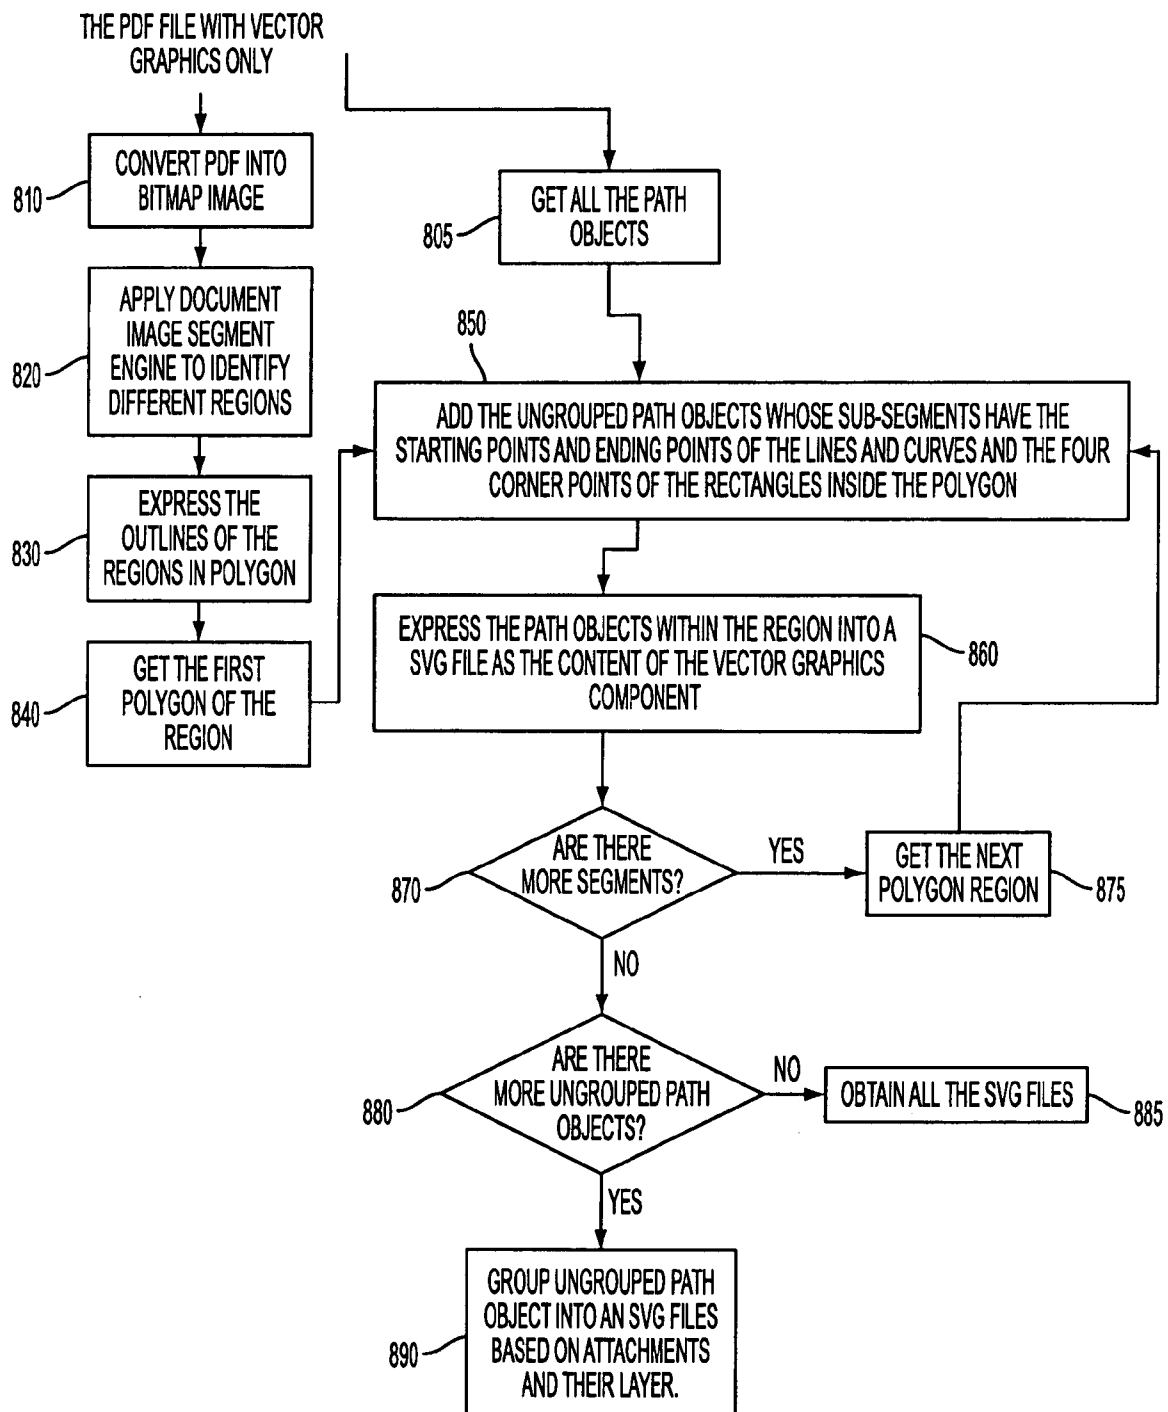 THE PDF FILE WITH VECTOR
GRAPHICS ONLY
CONVERT PDF INTO
BITMAP IMAGE
810
GET ALL THE PATH
OBJECTS
805
APPLY DOCUMENT
IMAGE SEGMENT
ENGINE TO IDENTIFY
DIFFERENT REGIONS
820
850
ADD THE UNGROUPED PATH OBJECTS WHOSE SUB-SEGMENTS HAVE THE
STARTING POINTS AND ENDING POINTS OF THE LINES AND CURVES AND THE FOUR
CORNER POINTS OF THE RECTANGLES INSIDE THE POLYGON
EXPRESS THE
OUTLINES OF THE
REGIONS IN POLYGON
830
GET THE FIRST
POLYGON OF THE
REGION
840
EXPRESS THE PATH OBJECTS WITHIN THE REGION INTO A
SVG FILE AS THE CONTENT OF THE VECTOR GRAPHICS
COMPONENT
860
ARE THERE
MORE SEGMENTS?
870
YES
GET THE NEXT
POLYGON REGION
875
NO
ARE THERE
MORE UNGROUPED PATH
OBJECTS?
880
NO
OBTAIN ALL THE SVG FILES
885
YES
GROUP UNGROUPED PATH
OBJECT INTO AN SVG FILES
BASED ON ATTACHMENTS
AND THEIR LAYER.
890